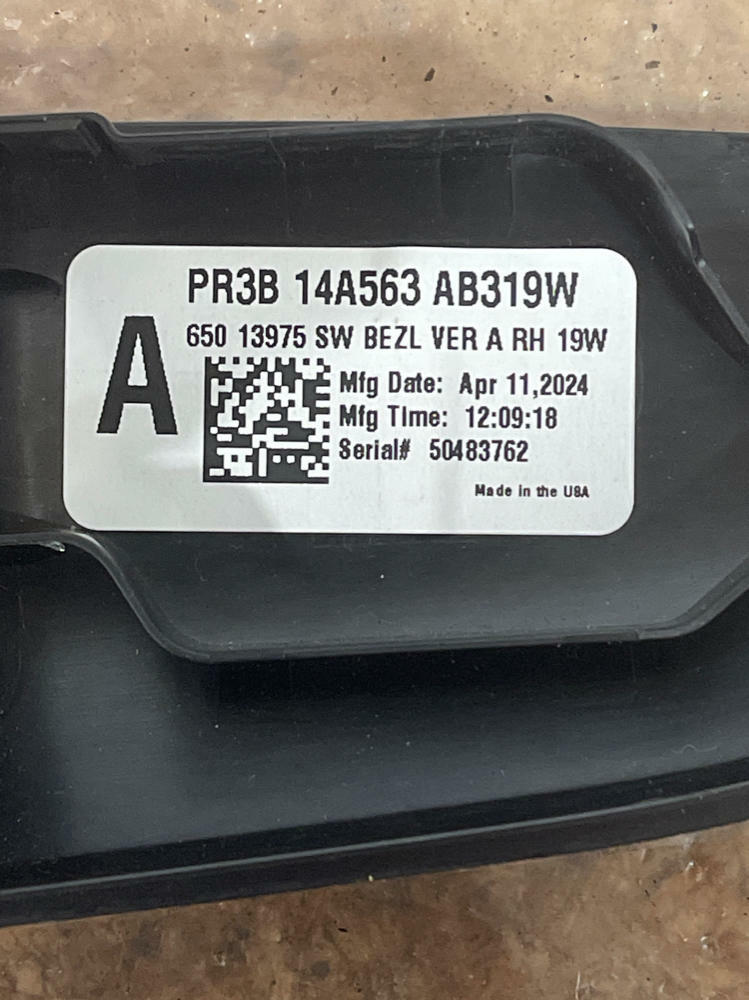 PR3B 14A563 AB319W
650 13975 SW BEZL VER A RH 19W
A
Mfg Date: Apr 11,2024
Mfg Time: 12:09:18
Serial# 50483762
Made in the USA